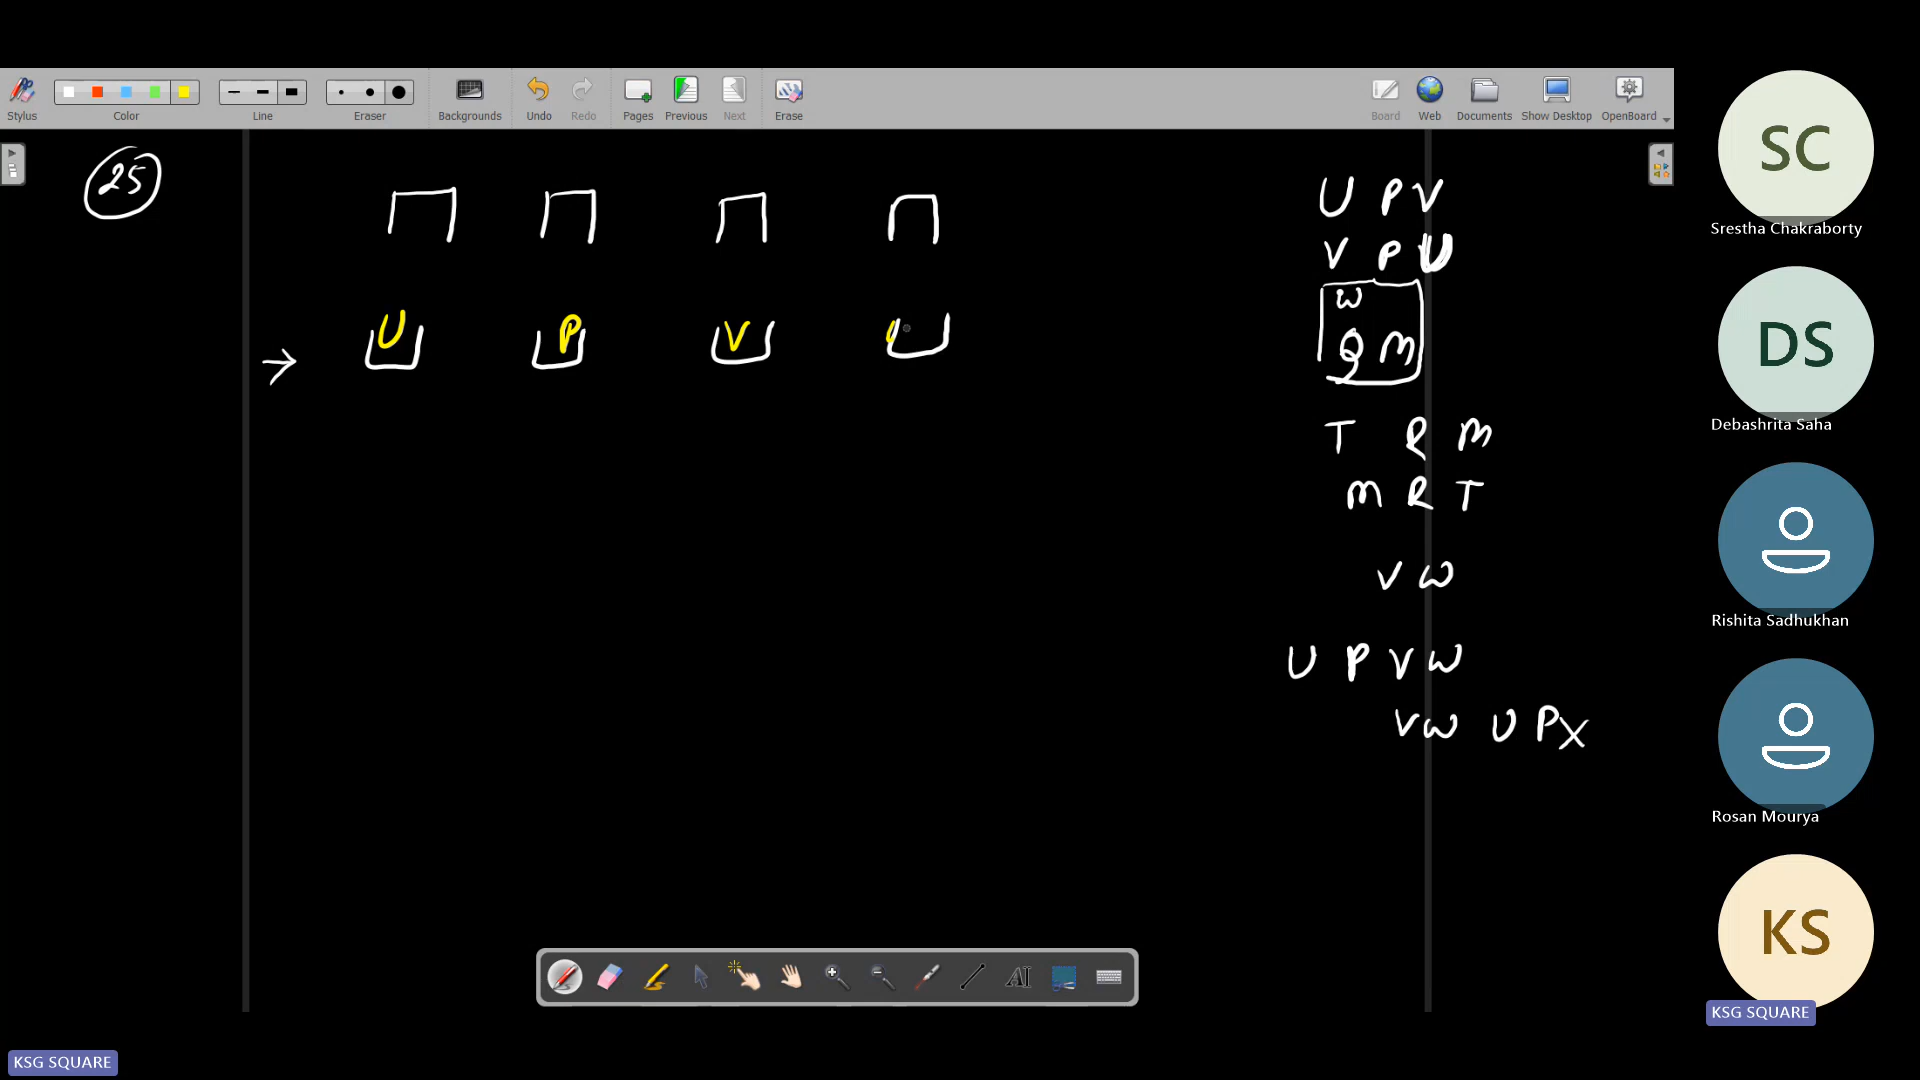 Stylus Color Line Eraser Backgrounds Undo Redo Pages Previous Next Erase Board Web Documents Show Desktop OpenBoard
25
U P V
V P U
W
Q M
T R M
M R T
V W
U P V W
V W U P X
U P V
SC
Srestha Chakraborty
DS
Debashrita Saha
Rishita Sadhukhan
Rosan Mourya
KS
KSG SQUARE
AI
KSG SQUARE